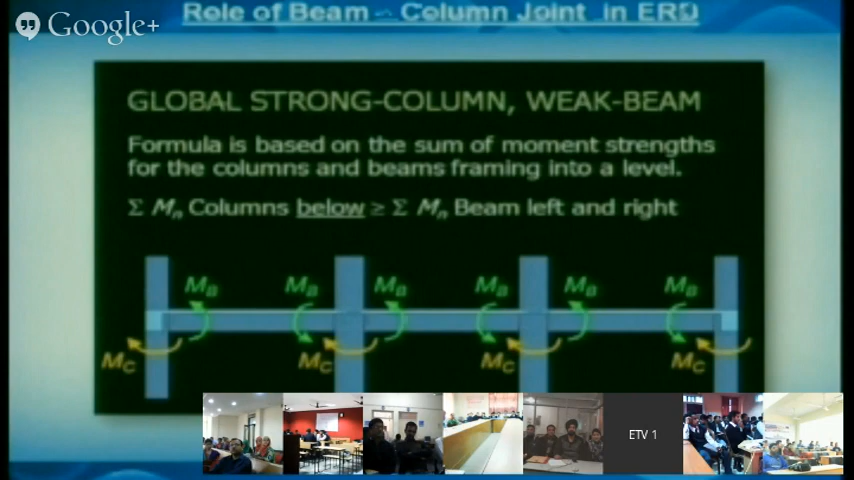 Role of Beam - Column Joint in ERD
Google+
GLOBAL STRONG-COLUMN, WEAK-BEAM
Formula is based on the sum of moment strengths
for the columns and beams framing into a level.
Σ Mn Columns below ≥ Σ Mn Beam left and right
MB MB MB MB MB MB
MC MC MC MC
ETV 1